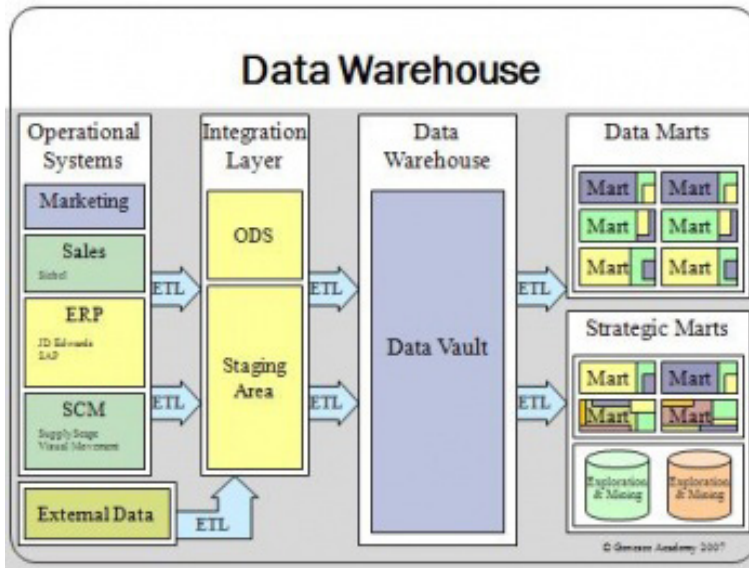 Data Warehouse
Operational
Systems
Marketing
Sales
Siebel
ERP
JD Edwards
SAP
SCM
SupplyScape
Visual Movement
External Data
ETL
ETL
ETL
Integration
Layer
ODS
Staging
Area
ETL
ETL
Data
Warehouse
Data Vault
ETL
ETL
Data Marts
Mart
Mart
Mart
Mart
Mart
Mart
Strategic Marts
Mart
Mart
Mart
Mart
Exploration
& Mining
Exploration
& Mining
© Genesee Academy 2007